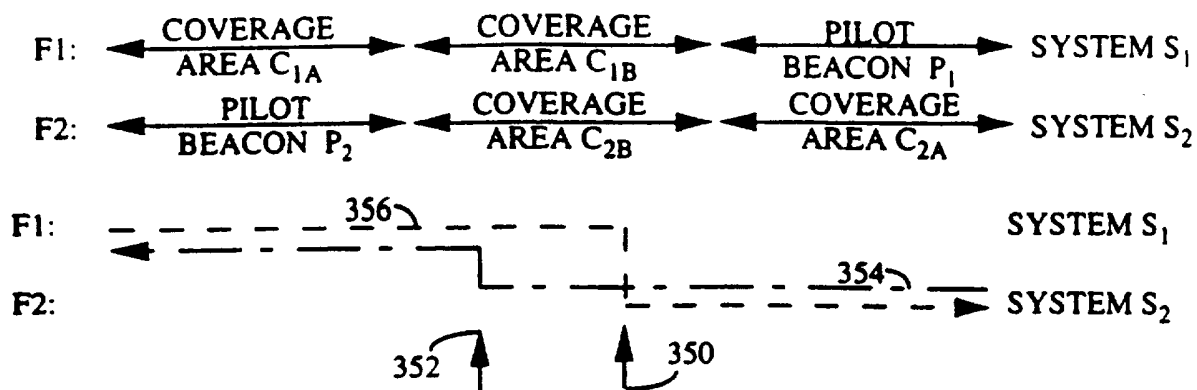 F1: COVERAGE AREA C1A COVERAGE AREA C1B PILOT BEACON P1 SYSTEM S1
F2: PILOT BEACON P2 COVERAGE AREA C2B COVERAGE AREA C2A SYSTEM S2
F1: 356 SYSTEM S1
F2: 354 SYSTEM S2
352 350